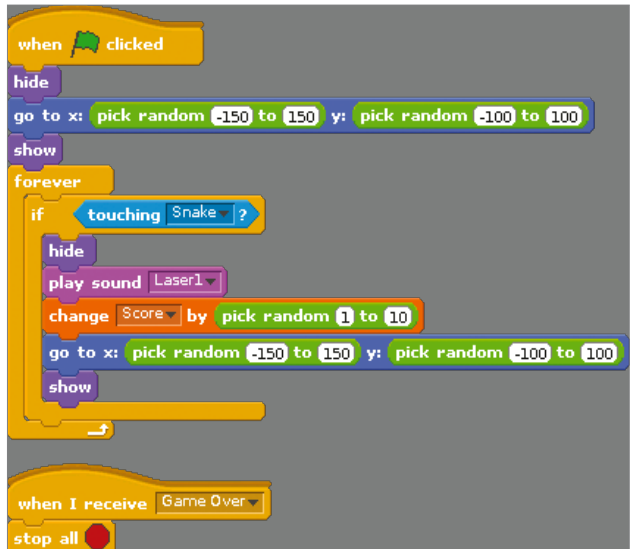 when clicked
hide
go to x: pick random -150 to 150 y: pick random -100 to 100
show
forever
if touching Snake ?
hide
play sound Laser1
change Score by pick random 1 to 10
go to x: pick random -150 to 150 y: pick random -100 to 100
show
when I receive Game Over
stop all